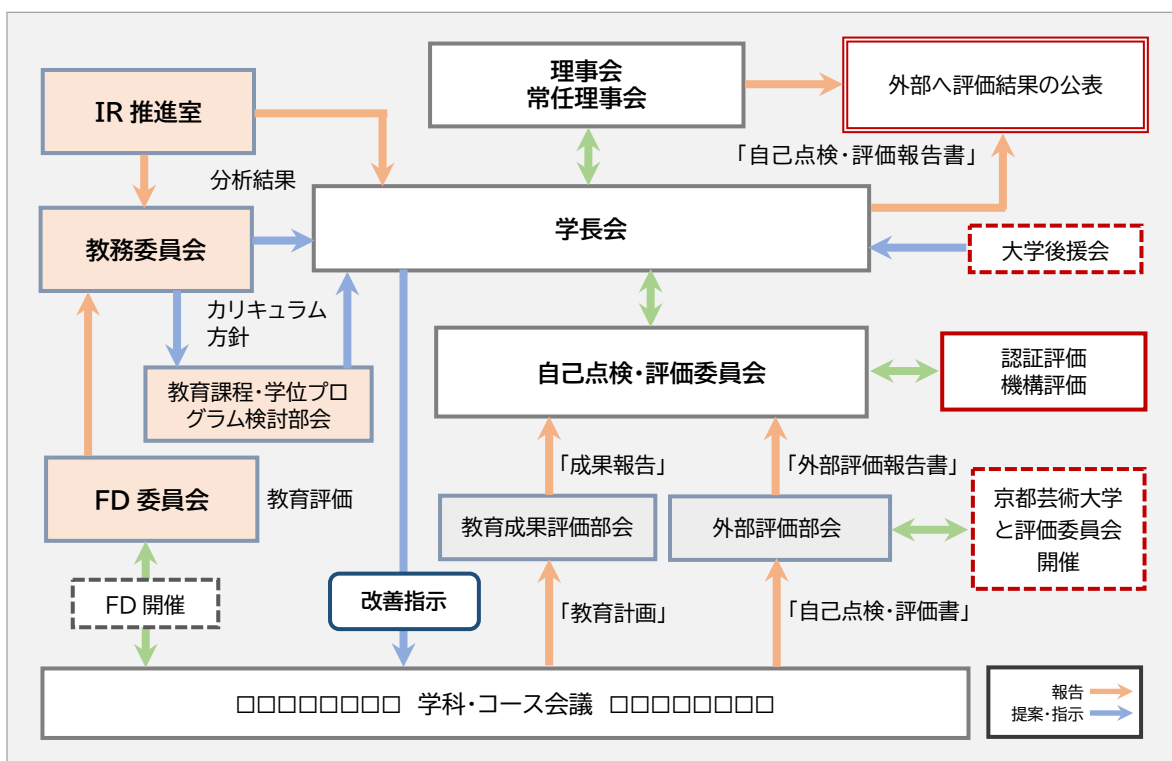 理事会
常任理事会
外部へ評価結果の公表
IR 推進室
「自己点検・評価報告書」
分析結果
学長会
教務委員会
大学後援会
カリキュラム
方針
自己点検・評価委員会
認証評価
機構評価
教育課程・学位プロ
グラム検討部会
「成果報告」
「外部評価報告書」
FD 委員会
教育評価
教育成果評価部会
外部評価部会
京都芸術大学
と評価委員会
開催
FD 開催
改善指示
「教育計画」
「自己点検・評価書」
□□□□□□□□ 学科・コース会議 □□□□□□□□
報告
提案・指示